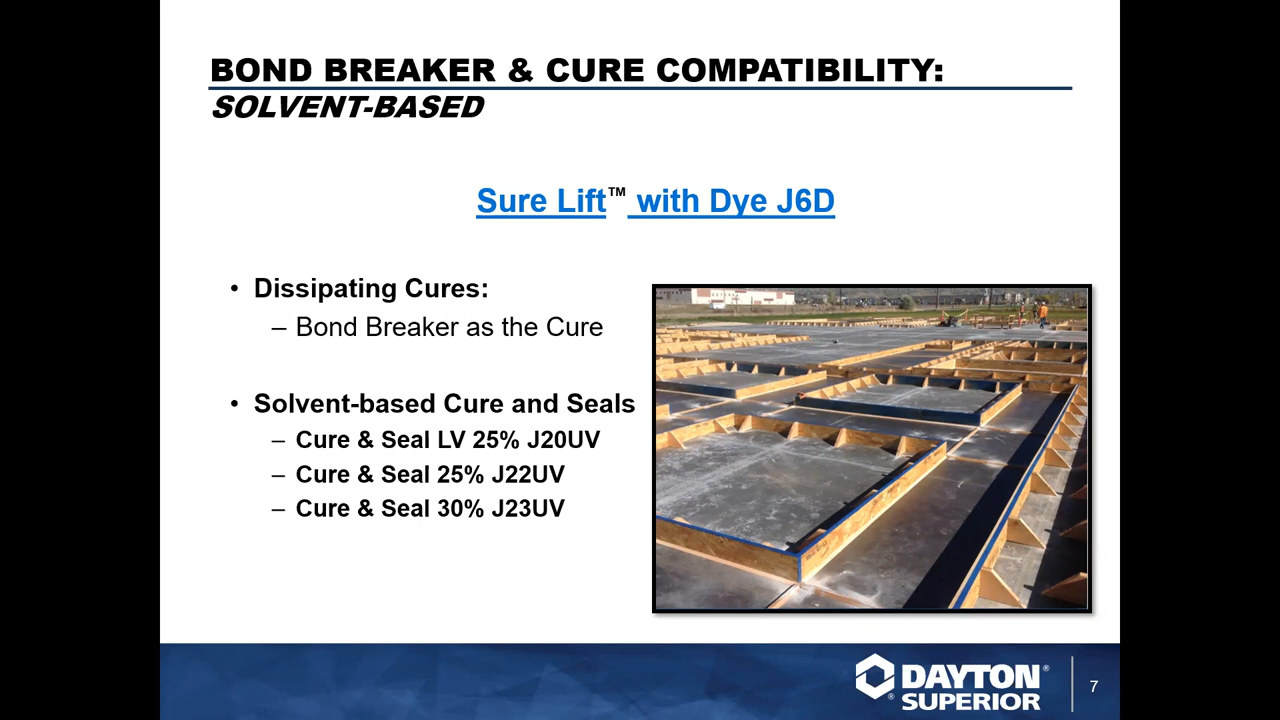 BOND BREAKER & CURE COMPATIBILITY:
SOLVENT-BASED
Sure Lift™ with Dye J6D
• Dissipating Cures:
– Bond Breaker as the Cure
• Solvent-based Cure and Seals
– Cure & Seal LV 25% J20UV
– Cure & Seal 25% J22UV
– Cure & Seal 30% J23UV
DAYTON®
® SUPERIOR
7